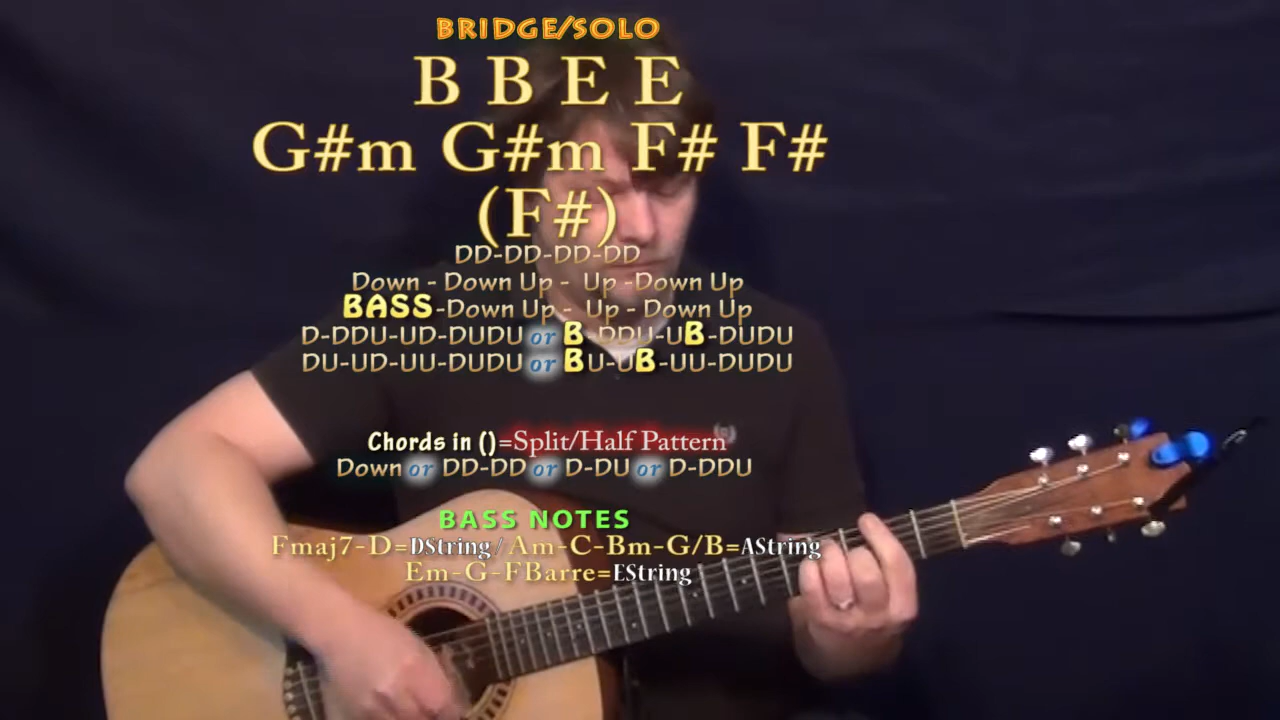 BRIDGE/SOLO
B B E E
G#m G#m F# F#
(F#)
DD-DD-DD-DD
Down - Down Up - Up -Down Up
BASS-Down Up - Up - Down Up
D-DDU-UD-DUDU or B-DDU-UB-DUDU
DU-UD-UU-DUDU or BU-UB-UU-DUDU
Chords in ()=Split/Half Pattern
Down or DD-DD or D-DU or D-DDU
BASS NOTES
Fmaj7-D=DString/Am-C-Bm-G/B=AString
Em-G-FBarre=EString